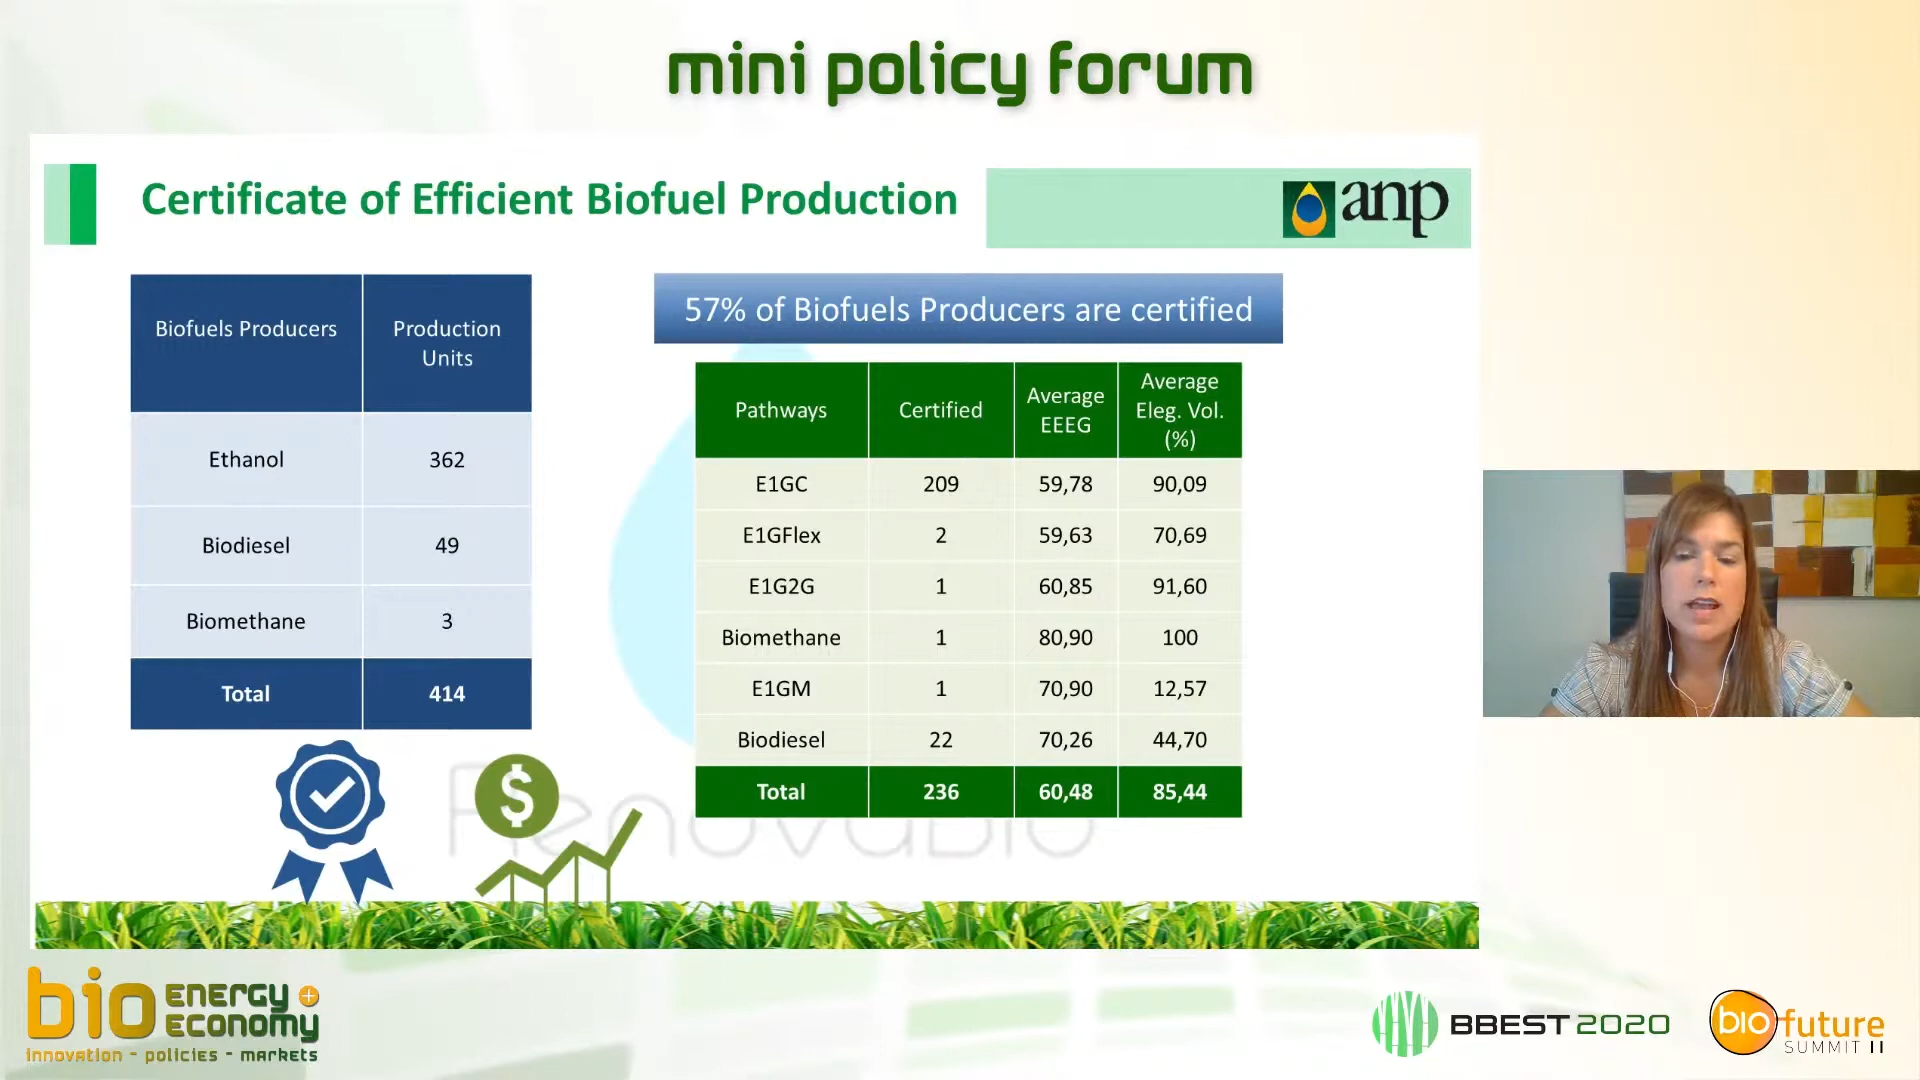 mini policy forum
Certificate of Efficient Biofuel Production
anp
Biofuels Producers
Production
Units
Ethanol 362
Biodiesel 49
Biomethane 3
Total 414
57% of Biofuels Producers are certified
Pathways
Certified
Average
EEEG
Average
Eleg. Vol.
(%)
E1GC 209 59,78 90,09
E1GFlex 2 59,63 70,69
E1G2G 1 60,85 91,60
Biomethane 1 80,90 100
E1GM 1 70,90 12,57
Biodiesel 22 70,26 44,70
Total 236 60,48 85,44
$
RenovaBio
bio ENERGY +
ECONOMY
innovation - policies - markets
BBEST 2020
bio future
SUMMIT II